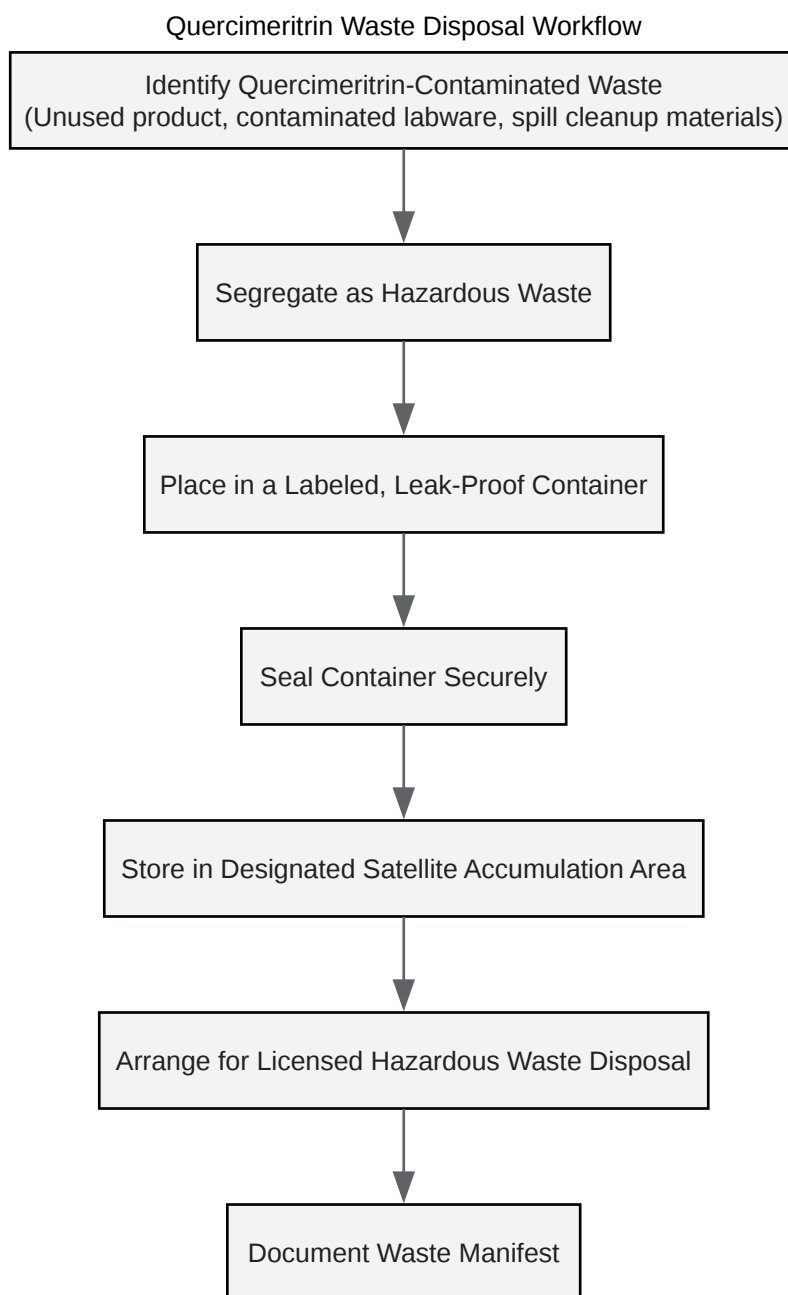 Quercimeritrin Waste Disposal Workflow
Identify Quercimeritrin-Contaminated Waste
(Unused product, contaminated labware, spill cleanup materials)
Segregate as Hazardous Waste
Place in a Labeled, Leak-Proof Container
Seal Container Securely
Store in Designated Satellite Accumulation Area
Arrange for Licensed Hazardous Waste Disposal
Document Waste Manifest